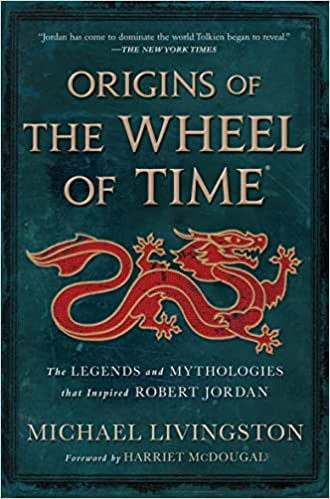 "Jordan has come to dominate the world Tolkien began to reveal."
—THE NEW YORK TIMES
ORIGINS OF
THE WHEEL
OF TIME®
The LEGENDS and MYTHOLOGIES
that Inspired ROBERT JORDAN
MICHAEL LIVINGSTON
Foreword by HARRIET McDOUGAL